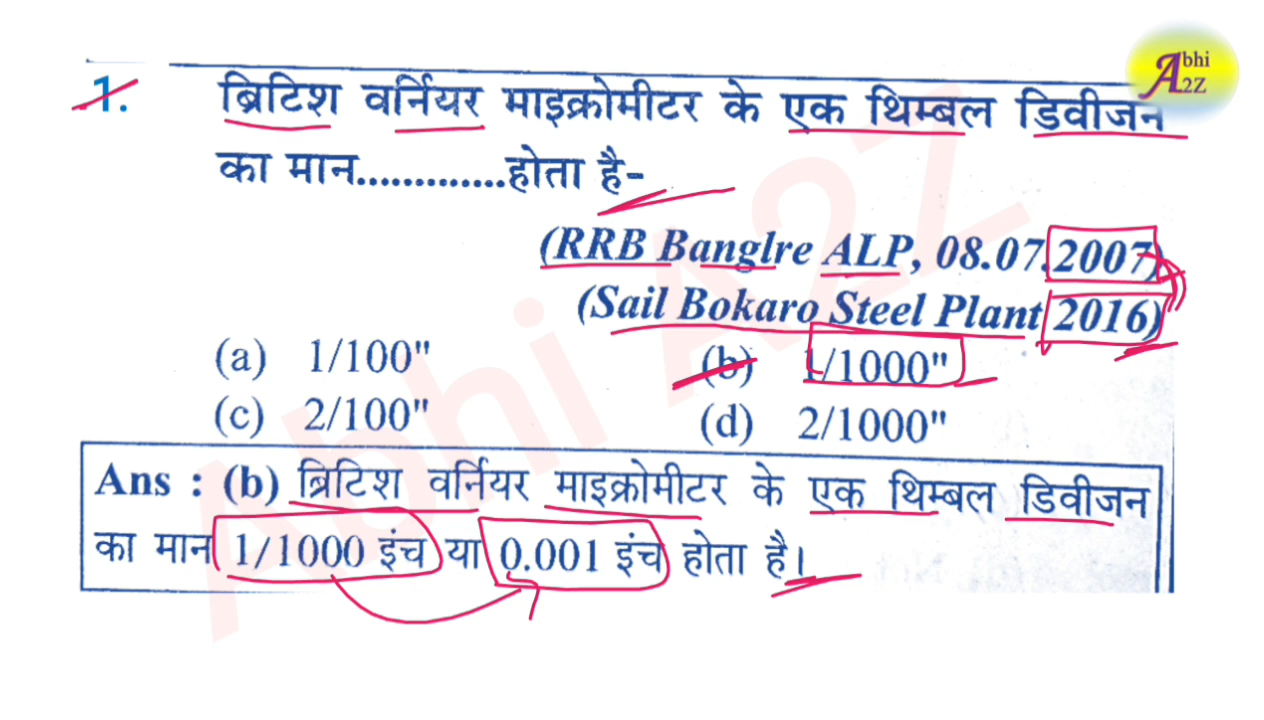 Abhi A2Z
1. ब्रिटिश वर्नियर माइक्रोमीटर के एक थिम्बल डिवीजन
का मान.............होता है-
(RRB Banglre ALP, 08.07.2007)
(Sail Bokaro Steel Plant 2016)
(a) 1/100" (b) 1/1000"
(c) 2/100" (d) 2/1000"
Ans : (b) ब्रिटिश वर्नियर माइक्रोमीटर के एक थिम्बल डिवीजन
का मान 1/1000 इंच या 0.001 इंच होता है।
Abhi A2Z